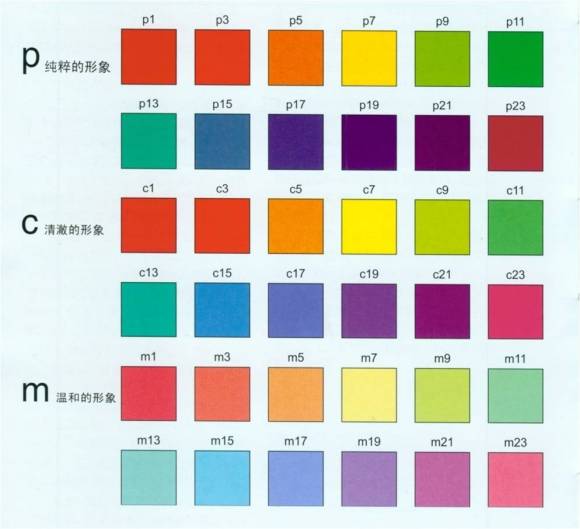 p1 p3 p5 p7 p9 p11
p 纯粹的形象
p13 p15 p17 p19 p21 p23
c1 c3 c5 c7 c9 c11
c 清澈的形象
c13 c15 c17 c19 c21 c23
m1 m3 m5 m7 m9 m11
m 温和的形象
m13 m15 m17 m19 m21 m23